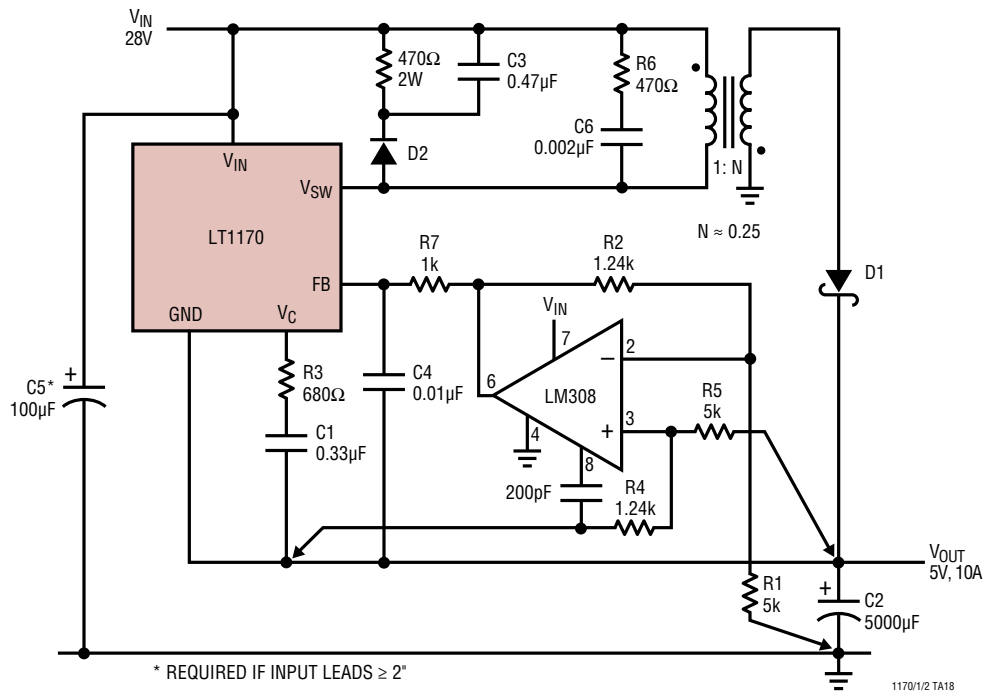 VIN
28V
470Ω
2W
C3
0.47µF
R6
470Ω
C6
0.002µF
D2
1: N
N ≈ 0.25
VIN
VSW
LT1170
FB
GND
VC
R7
1k
R2
1.24k
D1
VIN
7
2
–
6
LM308
3
+
4
8
R5
5k
C5*
100µF
+
R3
680Ω
C4
0.01µF
C1
0.33µF
200pF
R4
1.24k
VOUT
5V, 10A
R1
5k
+
C2
5000µF
* REQUIRED IF INPUT LEADS ≥ 2"
1170/1/2 TA18